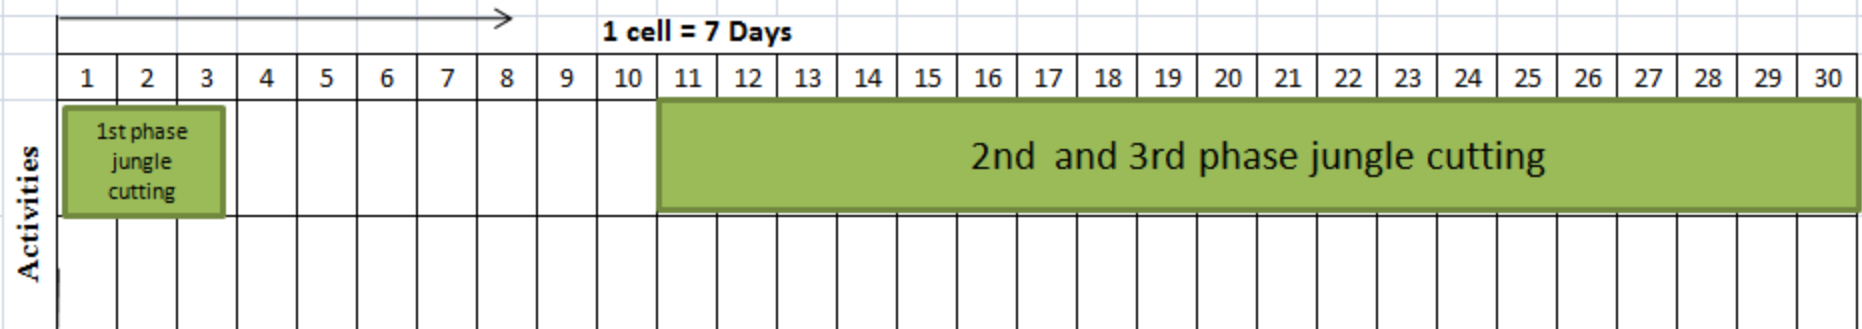 1 cell = 7 Days
1 2 3 4 5 6 7 8 9 10 11 12 13 14 15 16 17 18 19 20 21 22 23 24 25 26 27 28 29 30
Activities
1st phase
jungle
cutting
2nd and 3rd phase jungle cutting